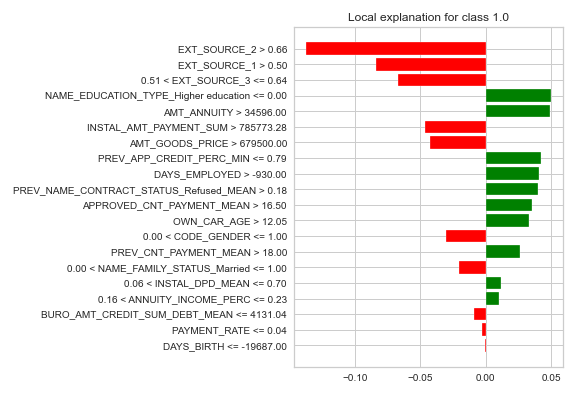 Local explanation for class 1.0
EXT_SOURCE_2 > 0.66
EXT_SOURCE_1 > 0.50
0.51 < EXT_SOURCE_3 <= 0.64
NAME_EDUCATION_TYPE_Higher education <= 0.00
AMT_ANNUITY > 34596.00
INSTAL_AMT_PAYMENT_SUM > 785773.28
AMT_GOODS_PRICE > 679500.00
PREV_APP_CREDIT_PERC_MIN <= 0.79
DAYS_EMPLOYED > -930.00
PREV_NAME_CONTRACT_STATUS_Refused_MEAN > 0.18
APPROVED_CNT_PAYMENT_MEAN > 16.50
OWN_CAR_AGE > 12.05
0.00 < CODE_GENDER <= 1.00
PREV_CNT_PAYMENT_MEAN > 18.00
0.00 < NAME_FAMILY_STATUS_Married <= 1.00
0.06 < INSTAL_DPD_MEAN <= 0.70
0.16 < ANNUITY_INCOME_PERC <= 0.23
BURO_AMT_CREDIT_SUM_DEBT_MEAN <= 4131.04
PAYMENT_RATE <= 0.04
DAYS_BIRTH <= -19687.00
−0.10 −0.05 0.00 0.05